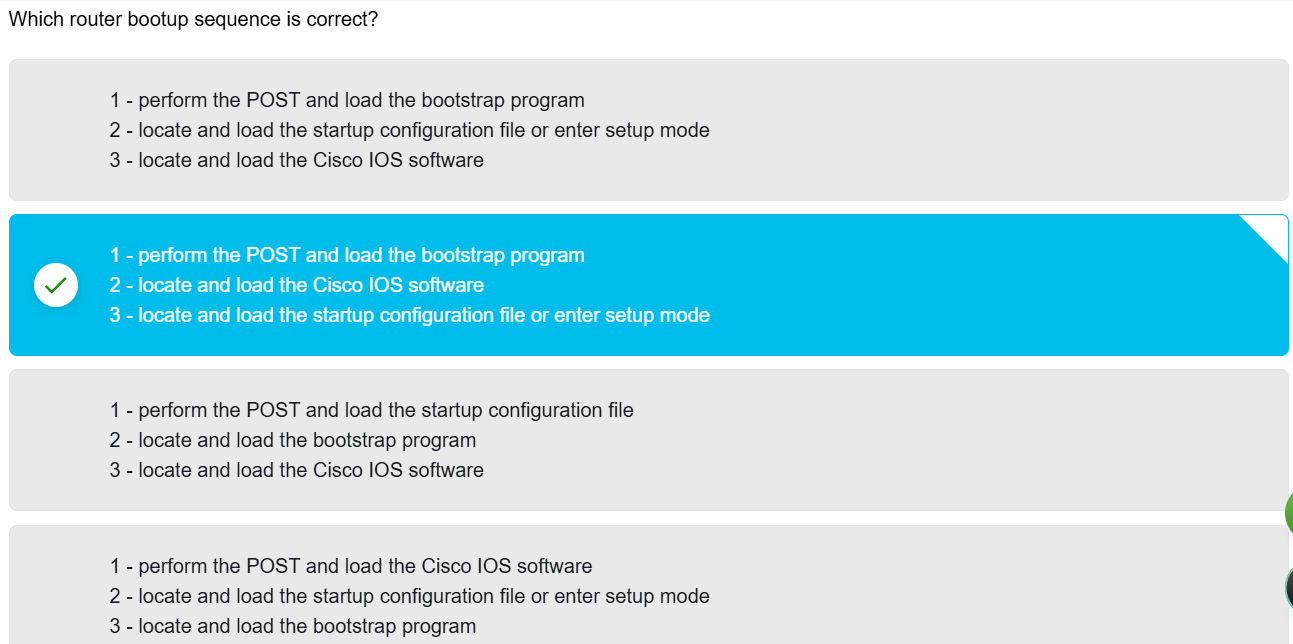 Which router bootup sequence is correct?
1 - perform the POST and load the bootstrap program
2 - locate and load the startup configuration file or enter setup mode
3 - locate and load the Cisco IOS software
1 - perform the POST and load the bootstrap program
2 - locate and load the Cisco IOS software
3 - locate and load the startup configuration file or enter setup mode
1 - perform the POST and load the startup configuration file
2 - locate and load the bootstrap program
3 - locate and load the Cisco IOS software
1 - perform the POST and load the Cisco IOS software
2 - locate and load the startup configuration file or enter setup mode
3 - locate and load the bootstrap program